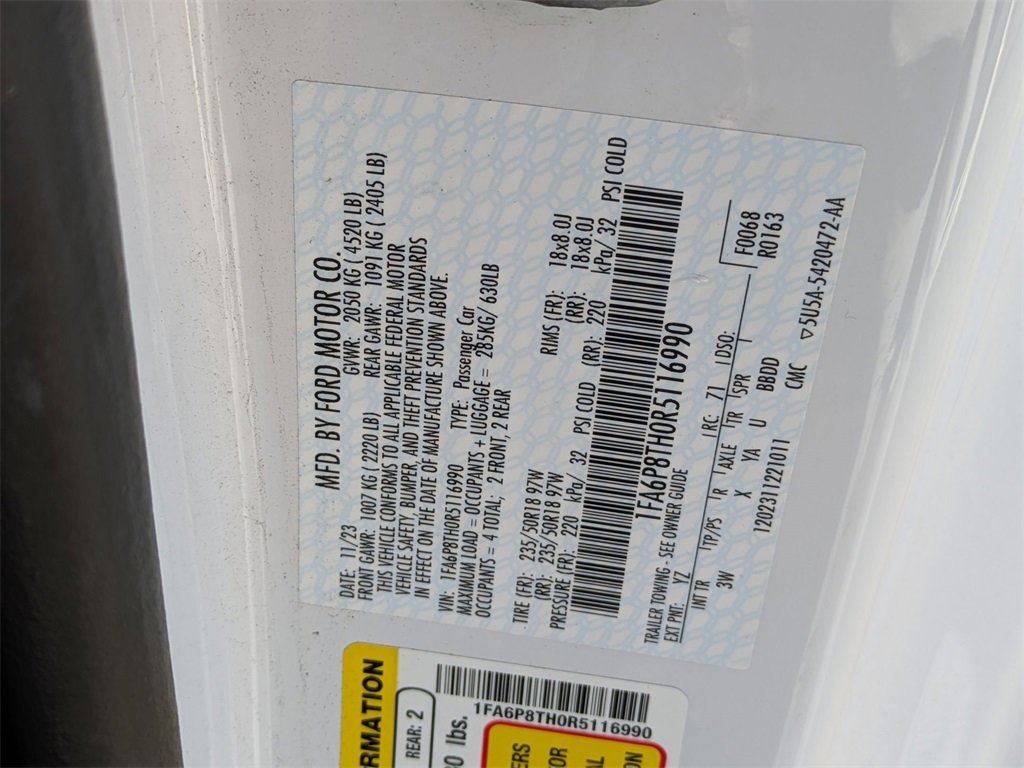 MFD. BY FORD MOTOR CO.
DATE: 11/23 GVWR: 2050 KG ( 4520 LB)
FRONT GAWR: 1007 KG ( 2220 LB) REAR GAWR: 1091 KG ( 2405 LB)
THIS VEHICLE CONFORMS TO ALL APPLICABLE FEDERAL MOTOR
VEHICLE SAFETY, BUMPER, AND THEFT PREVENTION STANDARDS
IN EFFECT ON THE DATE OF MANUFACTURE SHOWN ABOVE.
VIN: 1FA6P8TH0R5116990 TYPE: Passenger Car
MAXIMUM LOAD = OCCUPANTS + LUGGAGE = 285KG/ 630LB
OCCUPANTS = 4 TOTAL; 2 FRONT, 2 REAR
TIRE (FR): 235/50R18 97W RIMS (FR): 18x8.0J
(RR): 235/50R18 97W (RR): 18x8.0J
PRESSURE (FR): 220 kPa/ 32 PSI COLD (RR): 220 kPa/ 32 PSI COLD
1FA6P8TH0R5116990
TRAILER TOWING - SEE OWNER GUIDE
EXT PNT: YZ RC: 71 DSO: F0068
R0163
INT TR TP/PS R AXLE TR SPR
3W X YA U BBDD
12023112211011 CMC ▽5U5A-5420472-AA
RMATION
REAR: 2
0 lbs.
1FA6P8TH0R5116990